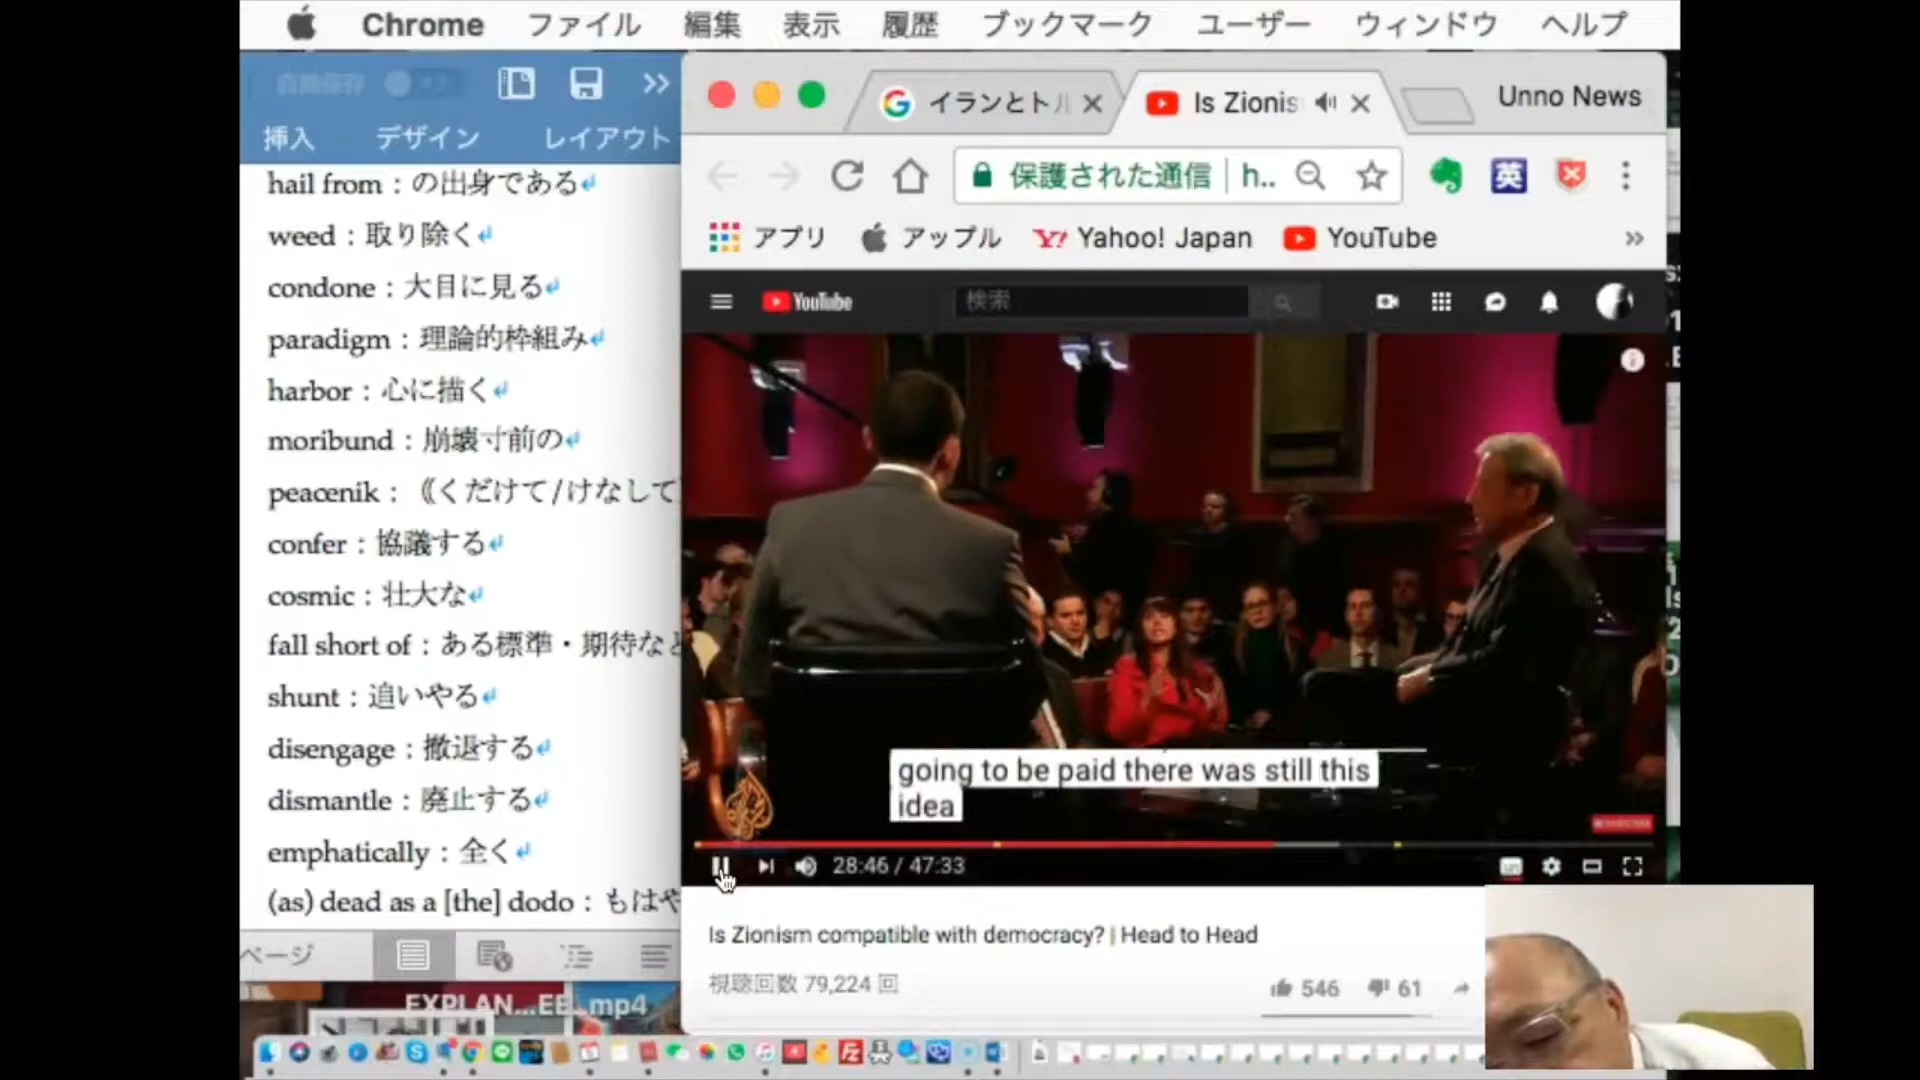 Chrome ファイル 編集 表示 履歴 ブックマーク ユーザー ウィンドウ ヘルプ
自動保存
挿入 デザイン レイアウト
hail from：の出身である
weed：取り除く
condone：大目に見る
paradigm：理論的枠組み
harbor：心に描く
moribund：崩壊寸前の
peacenik：《くだけて/けなして
confer：協議する
cosmic：壮大な
fall short of：ある標準・期待など
shunt：追いやる
disengage：撤退する
dismantle：廃止する
emphatically：全く
(as) dead as a [the] dodo：もはや
ページ
EXPLAN...EE .mp4
イランとトル
Is Zionis
Unno News
保護された通信 h..
英
アプリ アップル Yahoo! Japan YouTube »
YouTube 検索
going to be paid there was still this
idea
28:46 / 47:33
Is Zionism compatible with democracy? | Head to Head
視聴回数 79,224 回
546 61